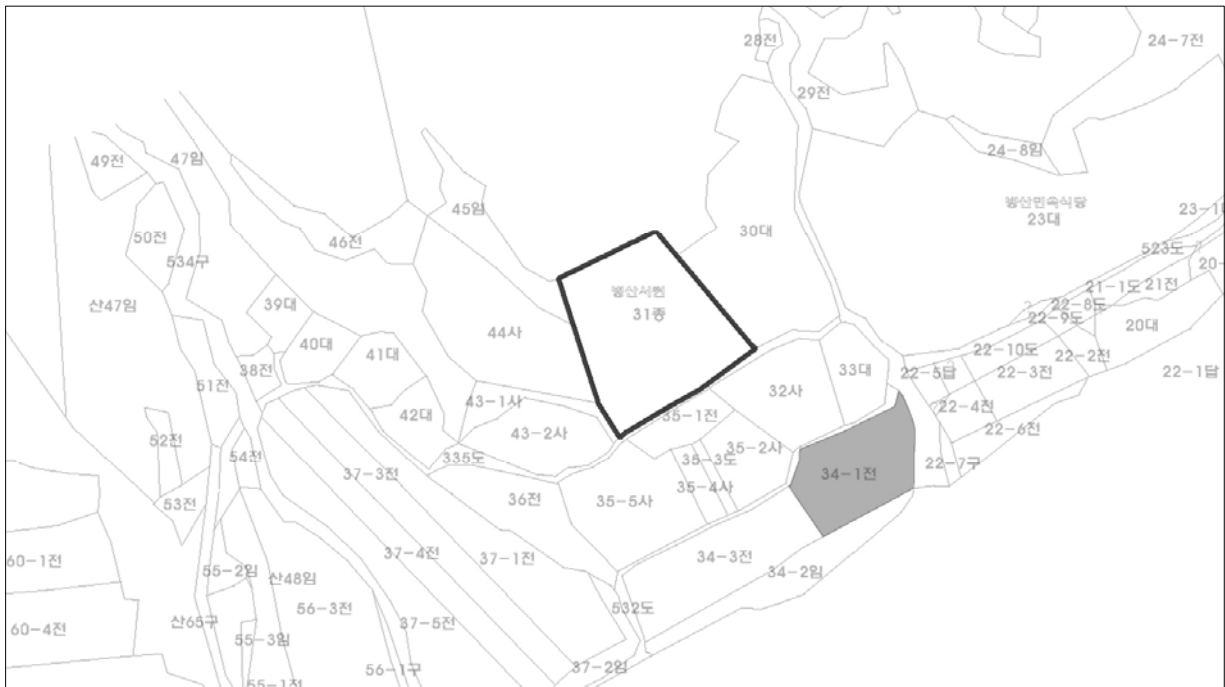 28전
24-7전
29전
49전
47임
24-8임
45임
병산민속식당
23대
23-1
50전
46전
30대
523도
534구
20-
21-1도
21전
병산서원
31종
산47임
39대
22-8도
22-9도
20대
44사
40대
41대
22-10도
22-2전
33대
38전
22-5답
22-3전
22-1답
51전
32사
43-1사
42대
35-1전
22-4전
43-2사
22-6전
52전
35-2사
54전
335도
35-3도
22-7구
37-3전
34-1전
35-4사
53전
36전
35-5사
37-4전
37-1전
34-3전
60-1전
55-2임
34-2임
산48임
56-3전
532도
산65구
37-5전
60-4전
55-3임
37-2임
56-1구
55-1전